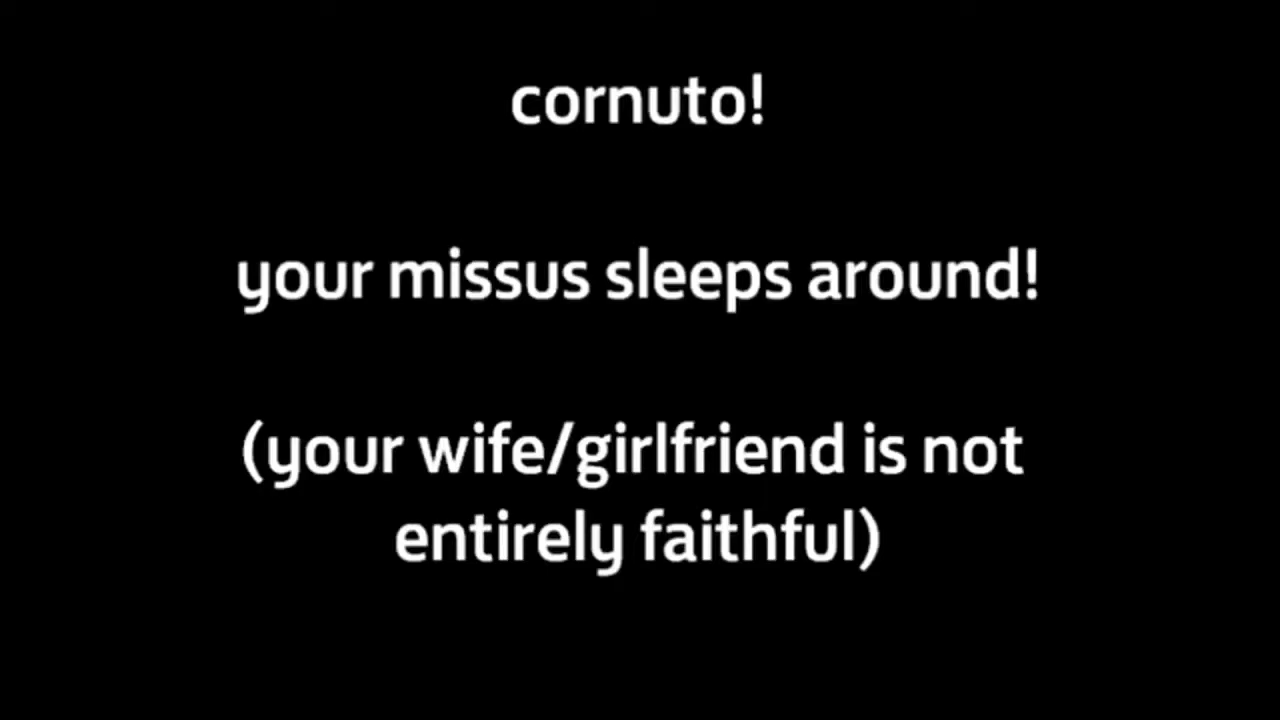 cornuto!
your missus sleeps around!
(your wife/girlfriend is not
entirely faithful)